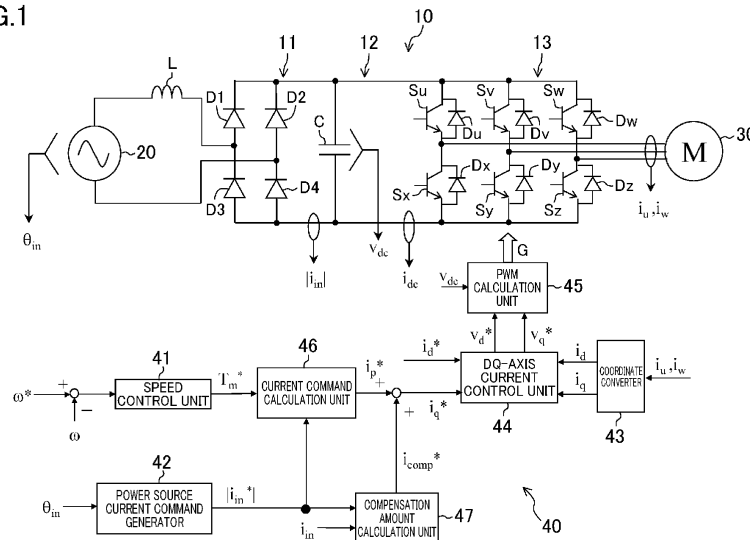 G.1
10
11
12
13
L
D1
D2
D3
D4
20
C
Su
Sv
Sw
Du
Dv
Dw
Sx
Sy
Sz
Dx
Dy
Dz
M
30
θin
|iin|
vdc
idc
iu,iw
G
vdc
PWM
CALCULATION
UNIT
45
vd*
vq*
46
id*
41
Tm*
CURRENT COMMAND
CALCULATION UNIT
ip*
+
+
DQ-AXIS
CURRENT
CONTROL UNIT
44
id
iq
COORDINATE
CONVERTER
iu,iw
43
ω*
+
−
ω
SPEED
CONTROL UNIT
iq*
icomp*
42
θin
POWER SOURCE
CURRENT COMMAND
GENERATOR
|iin*|
iin
COMPENSATION
AMOUNT
CALCULATION UNIT
47
40